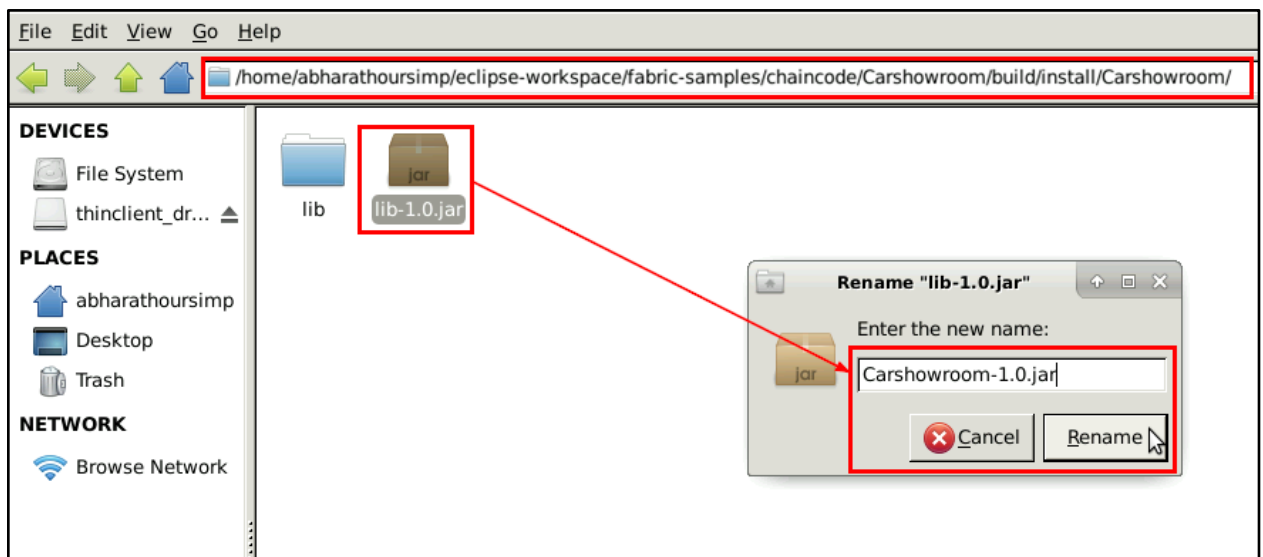 File Edit View Go Help
/home/abharathoursimp/eclipse-workspace/fabric-samples/chaincode/Carshowroom/build/install/Carshowroom/
DEVICES
File System
thinclient_dr...
PLACES
abharathoursimp
Desktop
Trash
NETWORK
Browse Network
lib
jar
lib-1.0.jar
Rename "lib-1.0.jar"
Enter the new name:
jar
Carshowroom-1.0.jar
Cancel Rename